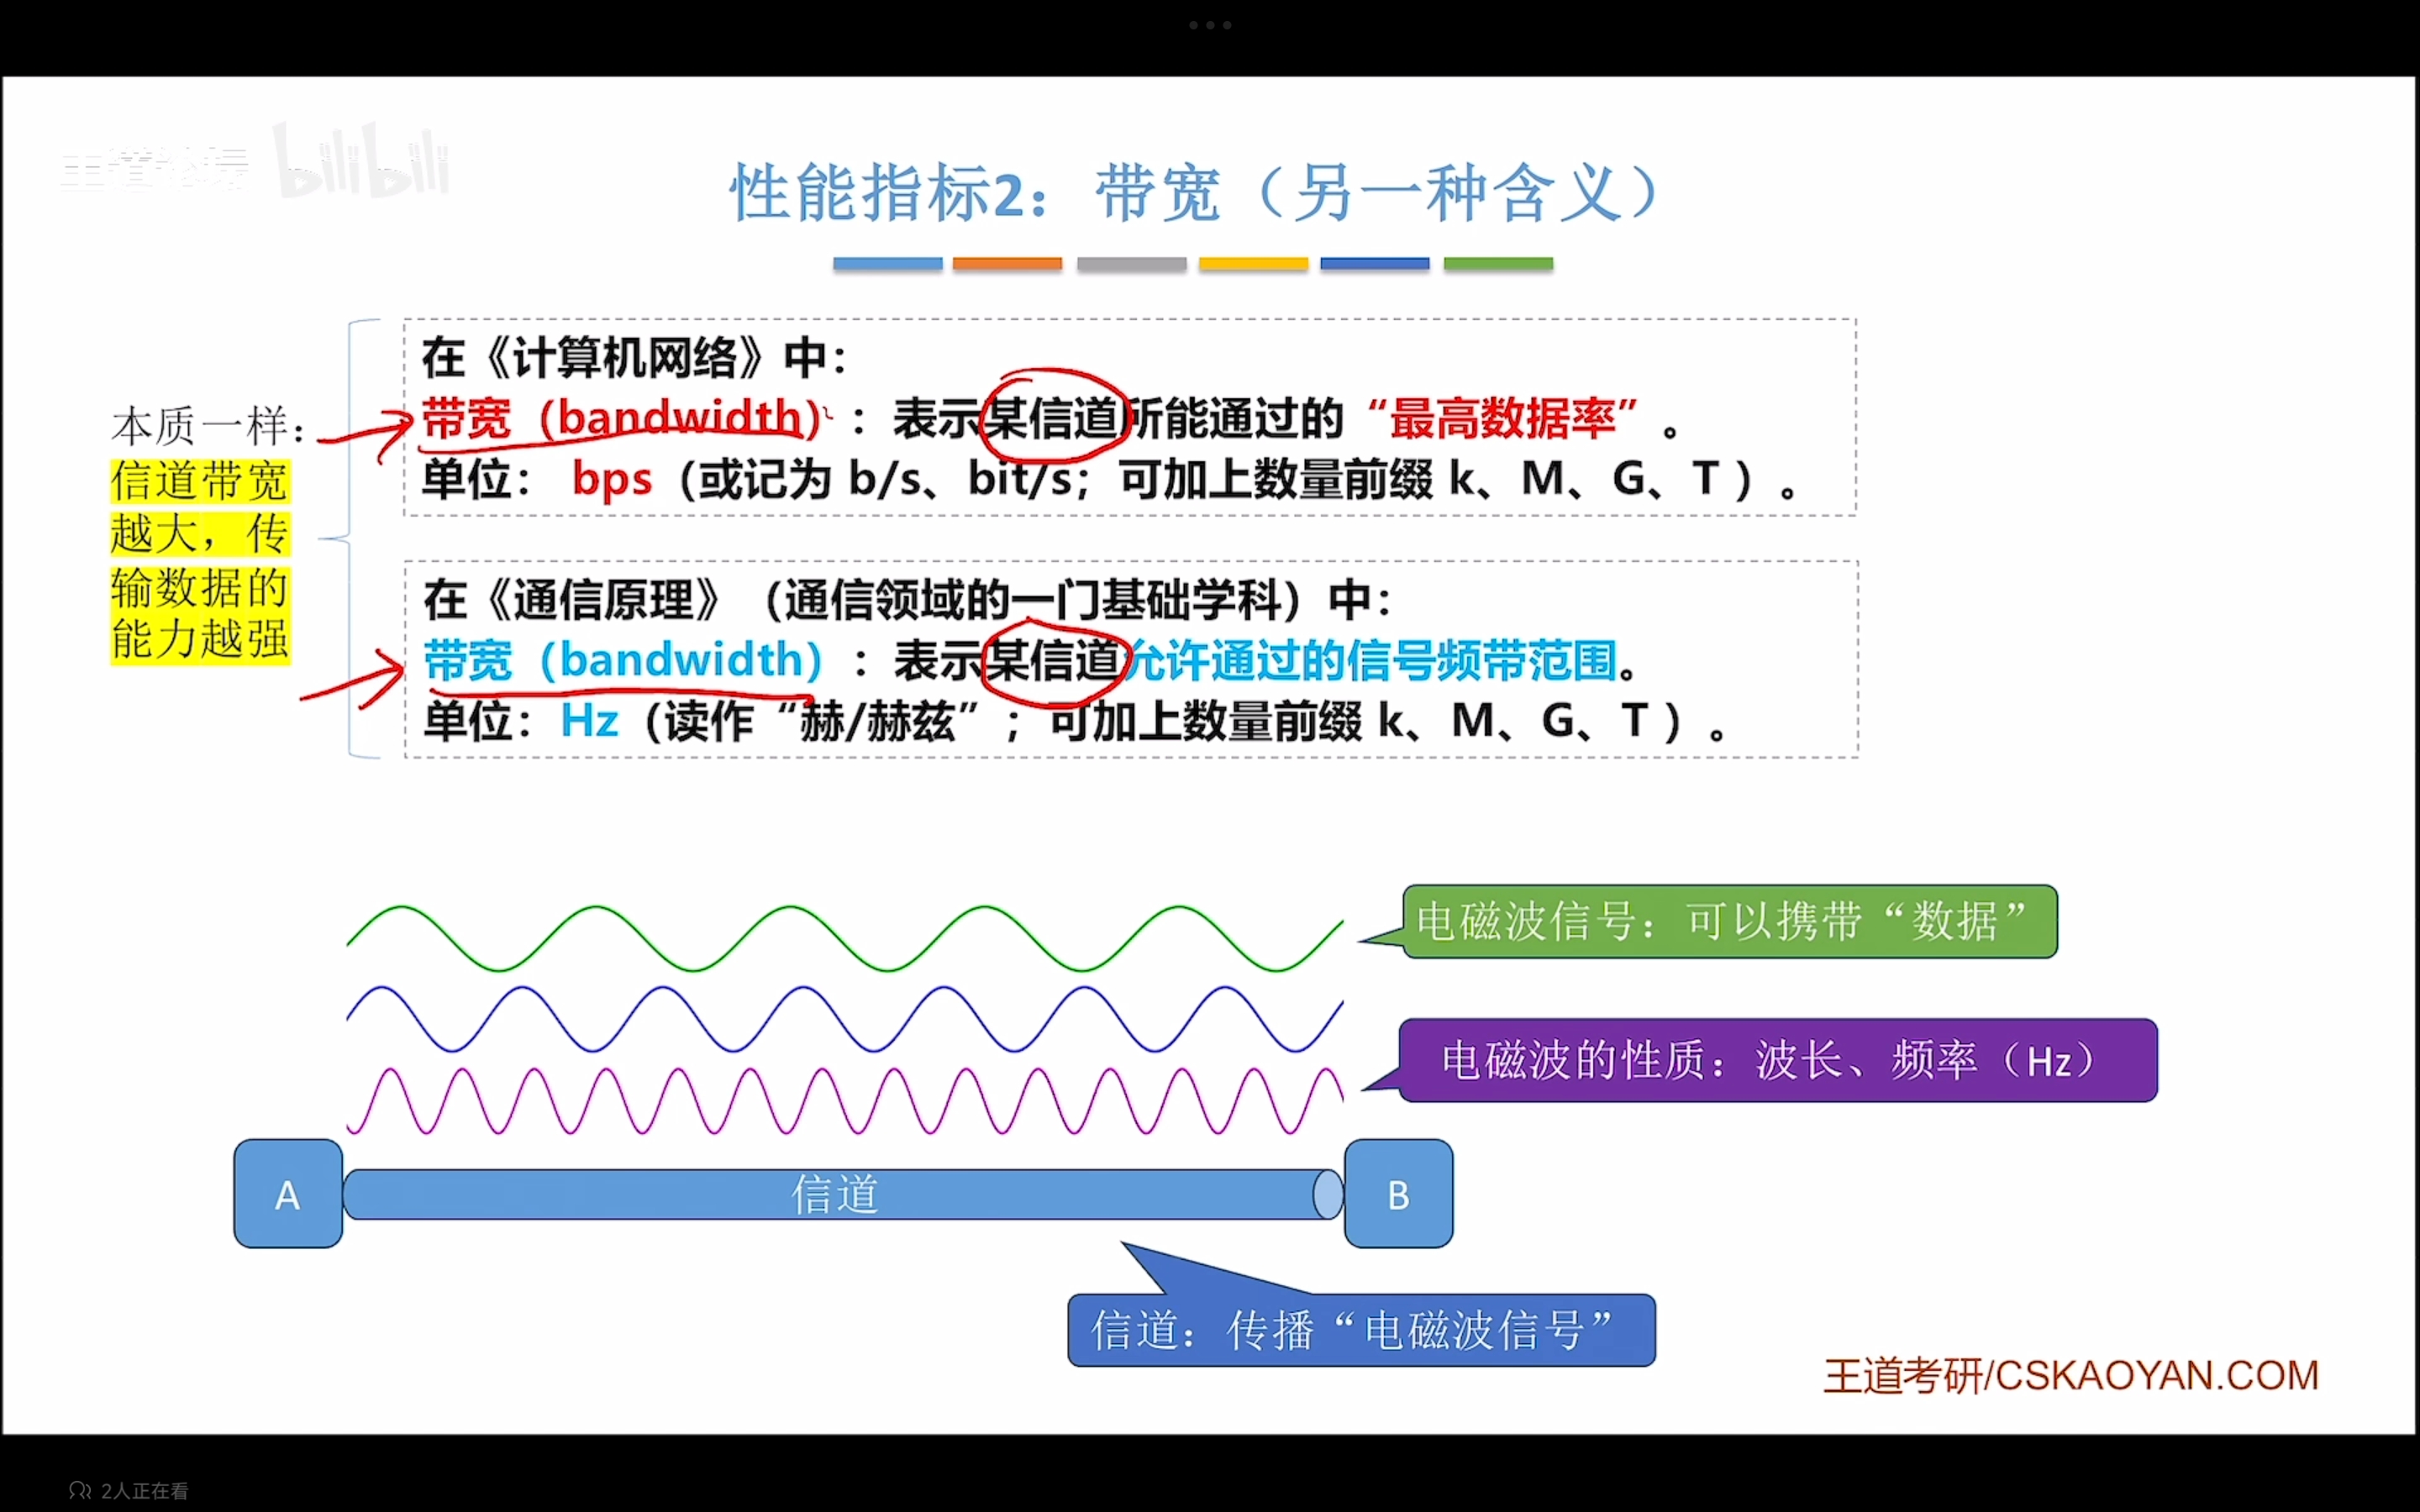 王道论坛 bilibili
性能指标2：带宽（另一种含义）
在《计算机网络》中：
带宽（bandwidth）：表示某信道所能通过的“最高数据率”。
单位： bps（或记为 b/s、bit/s；可加上数量前缀 k、M、G、T ）。
本质一样：
信道带宽
越大，传
输数据的
能力越强
在《通信原理》（通信领域的一门基础学科）中：
带宽（bandwidth）：表示某信道允许通过的信号频带范围。
单位：Hz（读作“赫/赫兹”；可加上数量前缀 k、M、G、T ）。
电磁波信号：可以携带“数据”
电磁波的性质：波长、频率（Hz）
A
信道
B
信道：传播“电磁波信号”
王道考研/CSKAOYAN.COM
2人正在看